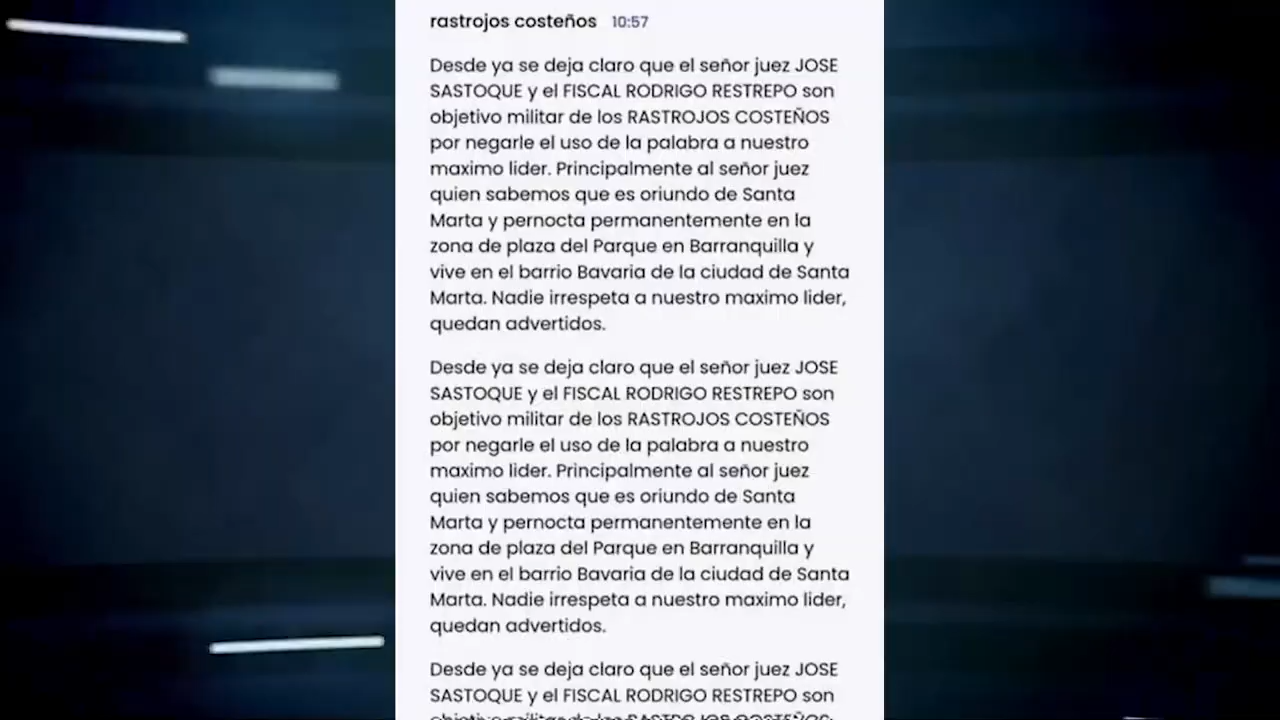 rastrojos costeños 10:57
Desde ya se deja claro que el señor juez JOSE
SASTOQUE y el FISCAL RODRIGO RESTREPO son
objetivo militar de los RASTROJOS COSTEÑOS
por negarle el uso de la palabra a nuestro
maximo lider. Principalmente al señor juez
quien sabemos que es oriundo de Santa
Marta y pernocta permanentemente en la
zona de plaza del Parque en Barranquilla y
vive en el barrio Bavaria de la ciudad de Santa
Marta. Nadie irrespeta a nuestro maximo lider,
quedan advertidos.
Desde ya se deja claro que el señor juez JOSE
SASTOQUE y el FISCAL RODRIGO RESTREPO son
objetivo militar de los RASTROJOS COSTEÑOS
por negarle el uso de la palabra a nuestro
maximo lider. Principalmente al señor juez
quien sabemos que es oriundo de Santa
Marta y pernocta permanentemente en la
zona de plaza del Parque en Barranquilla y
vive en el barrio Bavaria de la ciudad de Santa
Marta. Nadie irrespeta a nuestro maximo lider,
quedan advertidos.
Desde ya se deja claro que el señor juez JOSE
SASTOQUE y el FISCAL RODRIGO RESTREPO son